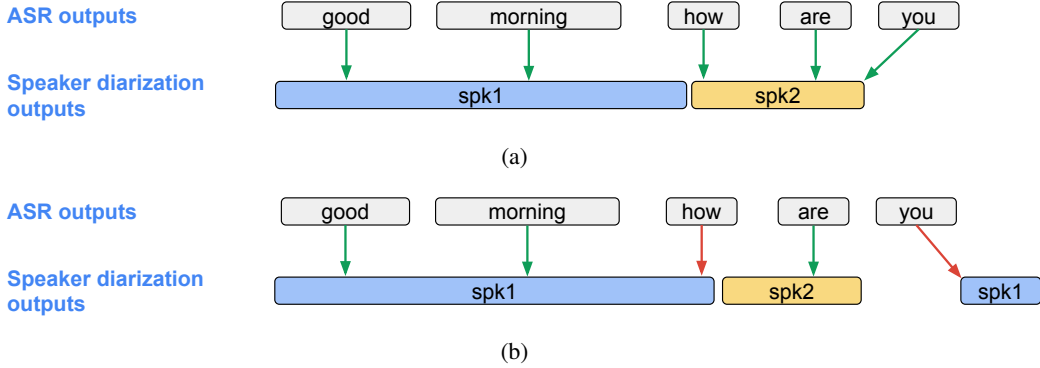 ASR outputs
good morning how are you
Speaker diarization
outputs
spk1 spk2
(a)
ASR outputs
good morning how are you
Speaker diarization
outputs
spk1 spk2 spk1
(b)